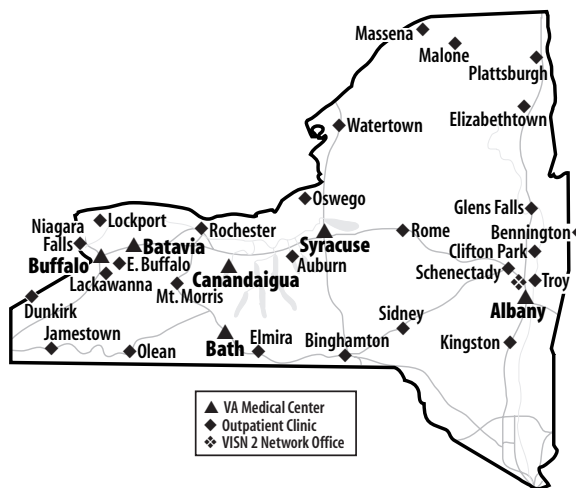 Massena
Malone
Plattsburgh
Elizabethtown
Watertown
Oswego
Glens Falls
Lockport
Rochester
Niagara
Falls
Batavia
Syracuse
Rome
Bennington
Clifton Park
Buffalo
E. Buffalo
Auburn
Schenectady
Lackawanna
Canandaigua
Troy
Mt. Morris
Dunkirk
Albany
Sidney
Jamestown
Bath
Elmira
Kingston
Olean
Binghamton
VA Medical Center
Outpatient Clinic
VISN 2 Network Office